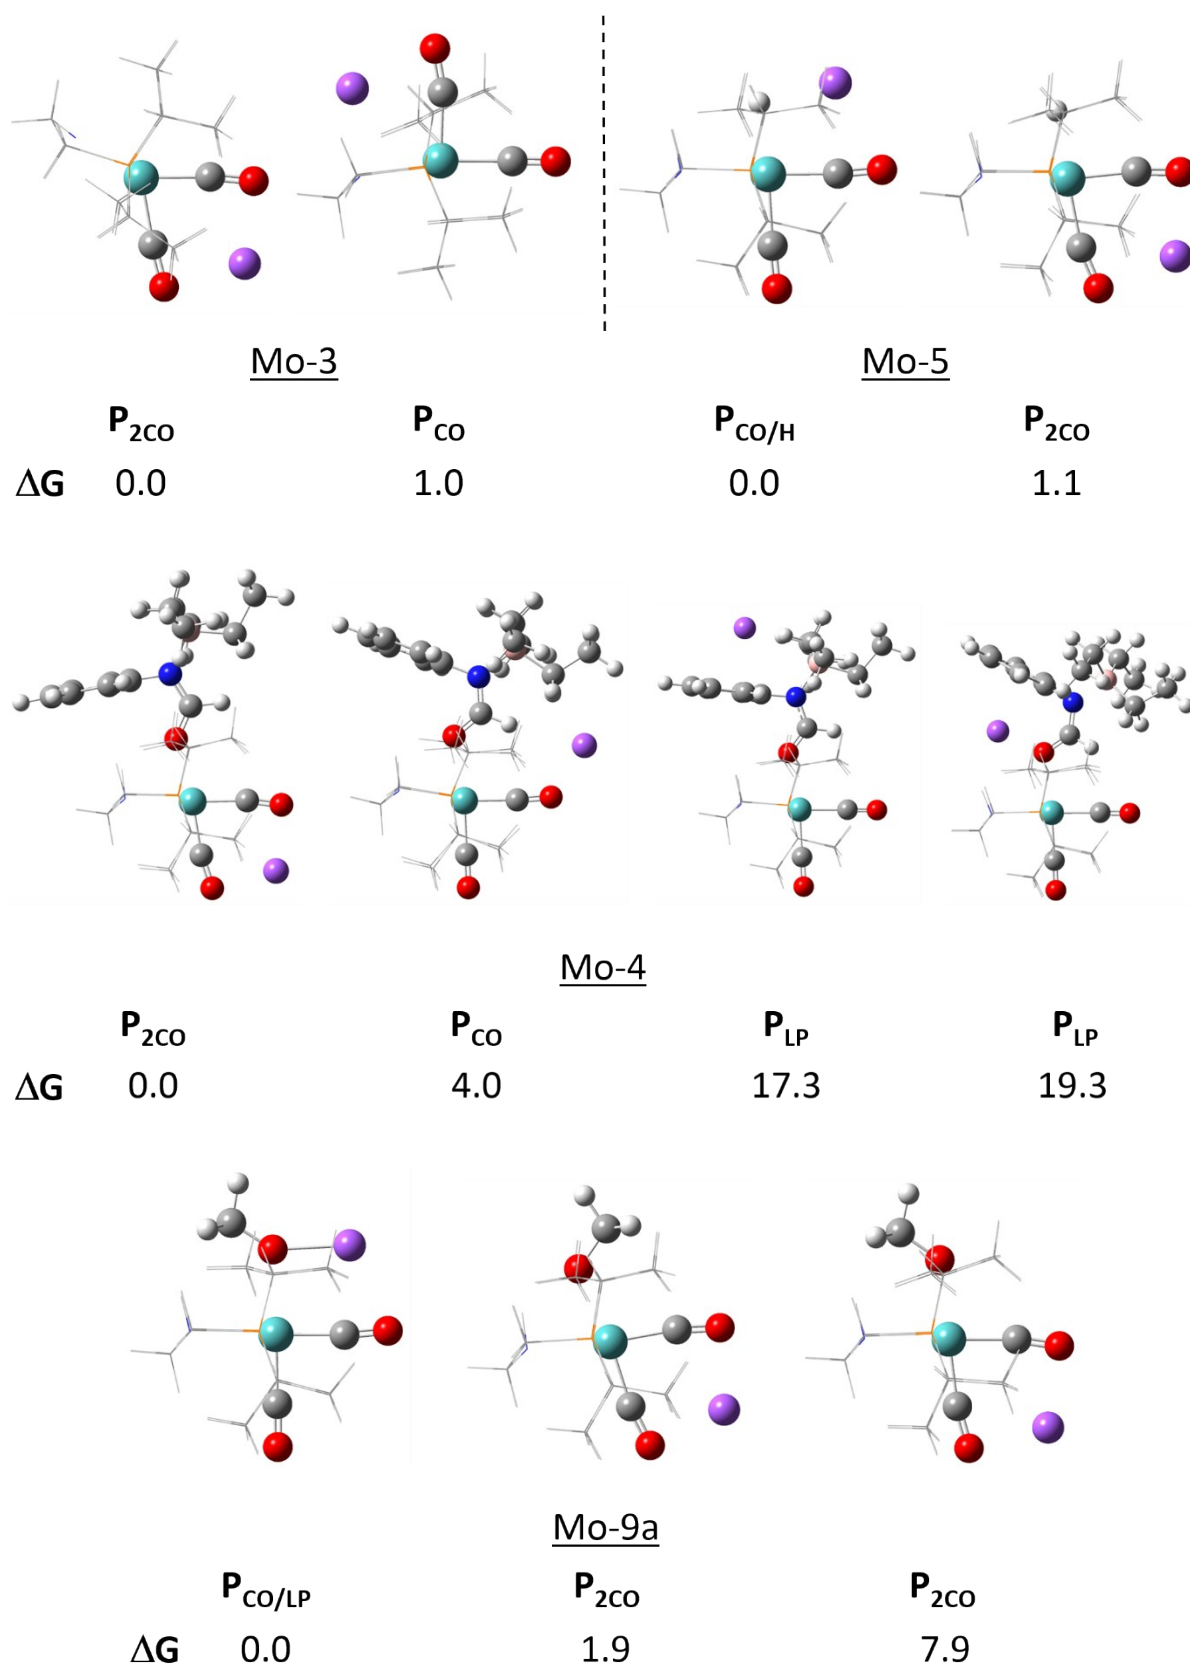 Mo-3 Mo-5
P2CO PCO PCO/H P2CO
ΔG 0.0 1.0 0.0 1.1
Mo-4
P2CO PCO PLP PLP
ΔG 0.0 4.0 17.3 19.3
Mo-9a
PCO/LP P2CO P2CO
ΔG 0.0 1.9 7.9